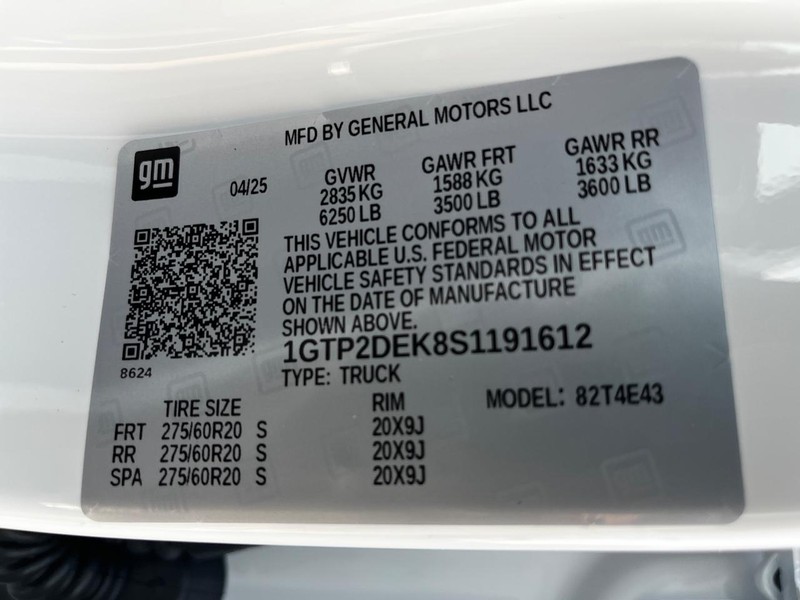 MFD BY GENERAL MOTORS LLC
gm
04/25
GVWR GAWR FRT GAWR RR
2835 KG 1588 KG 1633 KG
6250 LB 3500 LB 3600 LB
THIS VEHICLE CONFORMS TO ALL
APPLICABLE U.S. FEDERAL MOTOR
VEHICLE SAFETY STANDARDS IN EFFECT
ON THE DATE OF MANUFACTURE
SHOWN ABOVE.
1GTP2DEK8S1191612
8624
TYPE: TRUCK
MODEL: 82T4E43
TIRE SIZE RIM
FRT 275/60R20 S 20X9J
RR 275/60R20 S 20X9J
SPA 275/60R20 S 20X9J